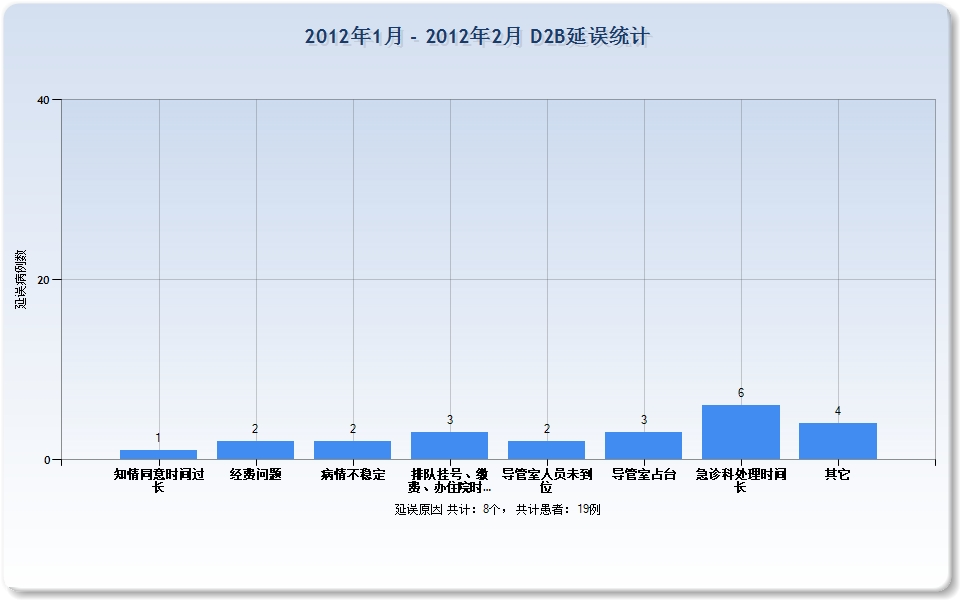 2012年1月 - 2012年2月 D2B延误统计
40
20
0
延误病例数
1
2
2
3
2
3
6
4
知情同意时间过
长
经费问题
病情不稳定
排队挂号、缴
费、办住院时...
导管室人员未到
位
导管室占台
急诊科处理时间
长
其它
延误原因 共计：8个， 共计患者：19例